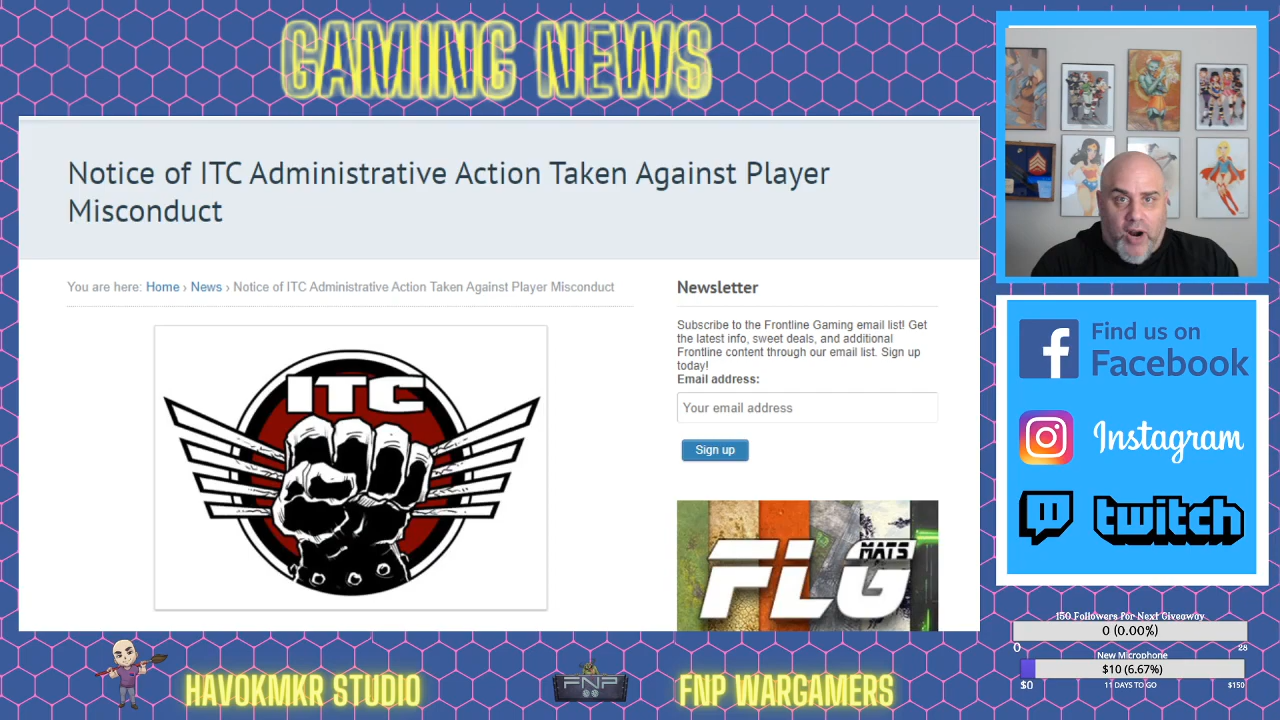 GAMING NEWS
Notice of ITC Administrative Action Taken Against Player
Misconduct
You are here: Home › News › Notice of ITC Administrative Action Taken Against Player Misconduct
ITC
Newsletter
Subscribe to the Frontline Gaming email list! Get
the latest info, sweet deals, and additional
Frontline content through our email list. Sign up
today!
Email address:
Your email address
Sign up
FLG
MATS
Find us on
Facebook
Instagram
twitch
150 Followers For Next Giveaway
0 (0.00%)
0
28
New Microphone
$10 (6.67%)
$0
11 DAYS TO GO
$150
HAVOKMKR STUDIO
FNP
FNP WARGAMERS